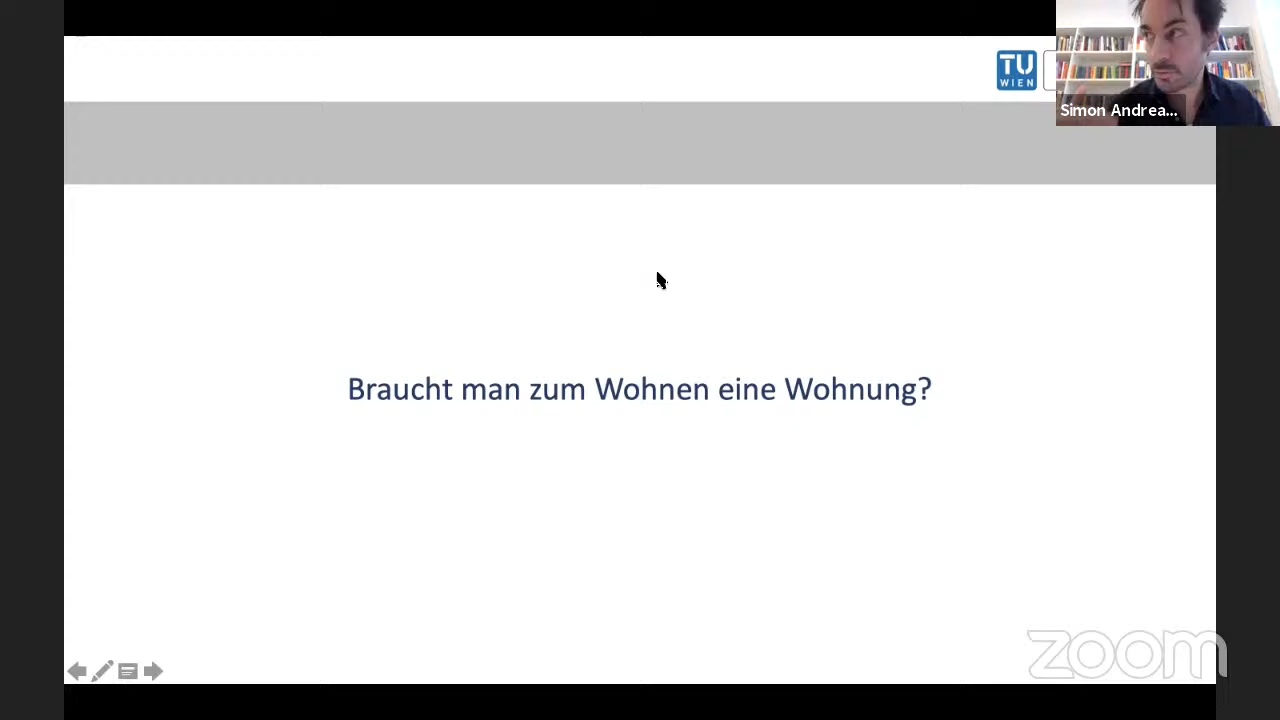 TU
WIEN
Simon Andrea...
Braucht man zum Wohnen eine Wohnung?
zoom